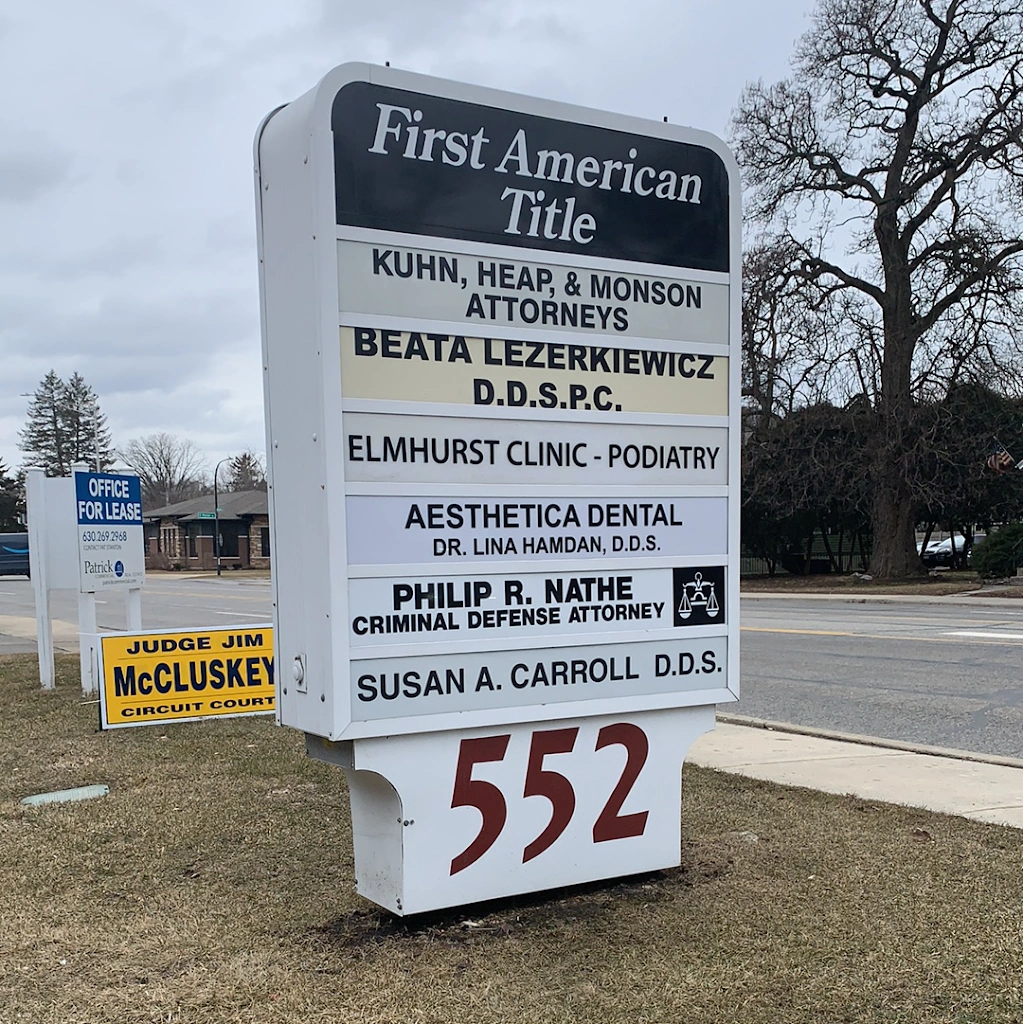 First American
Title
KUHN, HEAP, & MONSON
ATTORNEYS
BEATA LEZERKIEWICZ
D.D.S.P.C.
ELMHURST CLINIC - PODIATRY
AESTHETICA DENTAL
DR. LINA HAMDAN, D.D.S.
PHILIP R. NATHE
CRIMINAL DEFENSE ATTORNEY
SUSAN A. CARROLL D.D.S.
552
OFFICE
FOR LEASE
630.269.2968
Patrick
JUDGE JIM
McCLUSKEY
CIRCUIT COURT